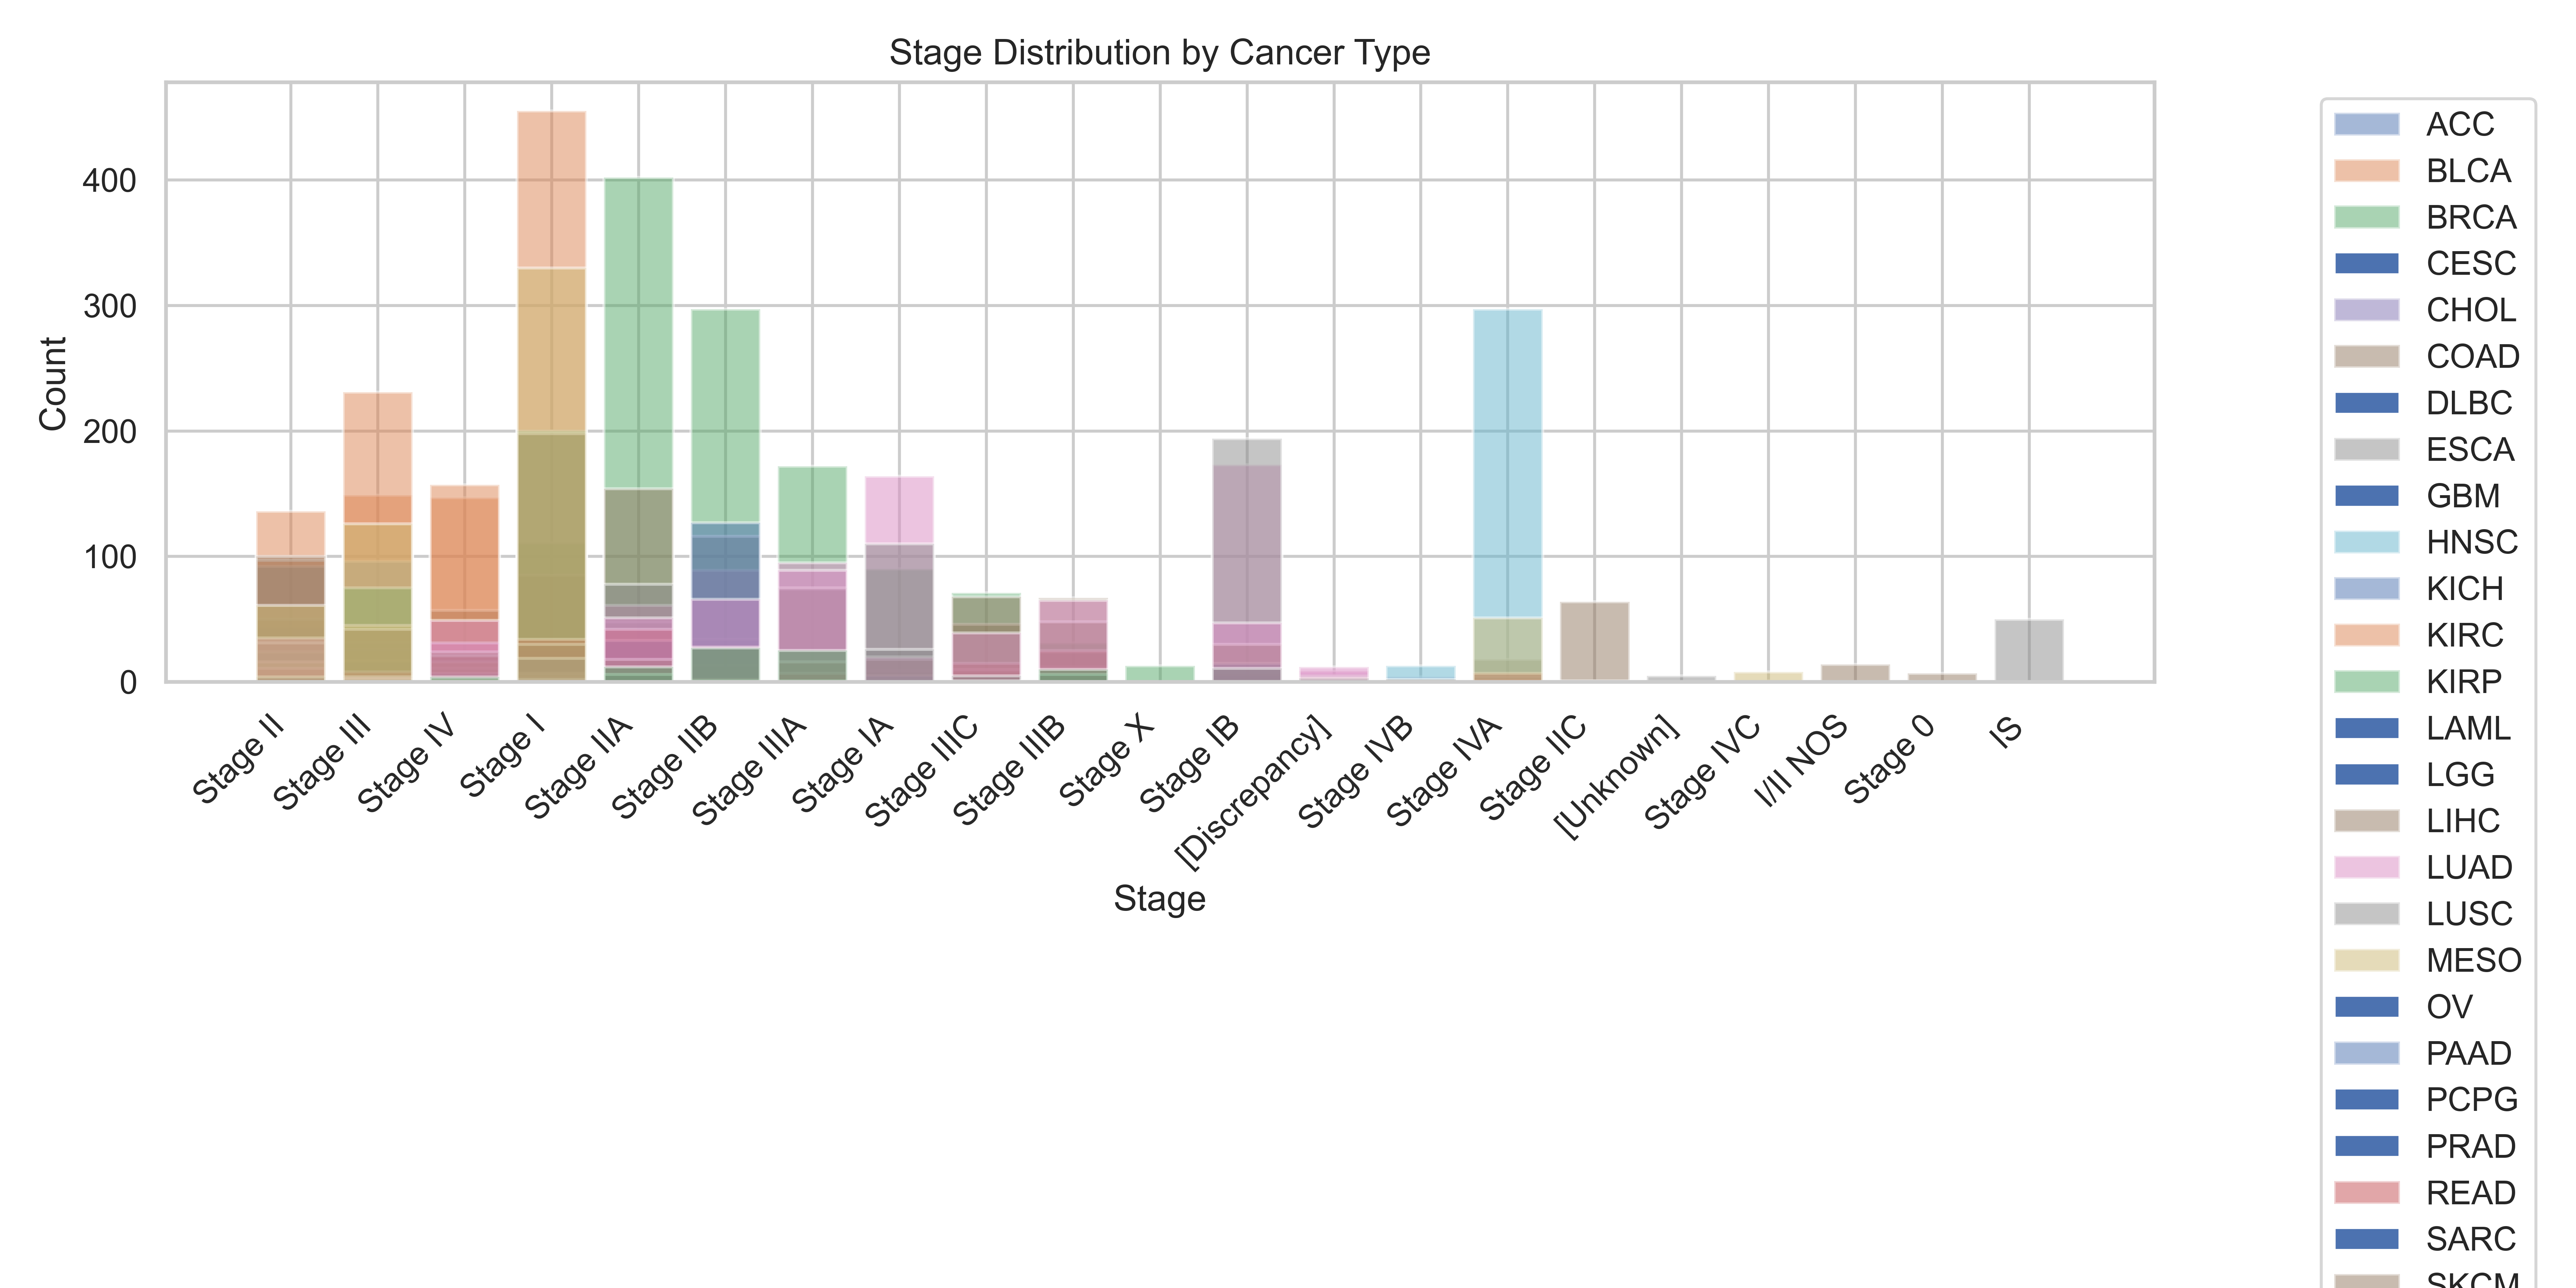 Stage Distribution by Cancer Type
Count
400
300
200
100
0
Stage II
Stage III
Stage IV
Stage I
Stage IIA
Stage IIB
Stage IIIA
Stage IA
Stage IIIC
Stage IIIB
Stage X
Stage IB
[Discrepancy]
Stage IVB
Stage IVA
Stage IIC
[Unknown]
Stage IVC
I/II NOS
Stage 0
IS
Stage
ACC
BLCA
BRCA
CESC
CHOL
COAD
DLBC
ESCA
GBM
HNSC
KICH
KIRC
KIRP
LAML
LGG
LIHC
LUAD
LUSC
MESO
OV
PAAD
PCPG
PRAD
READ
SARC
SKCM